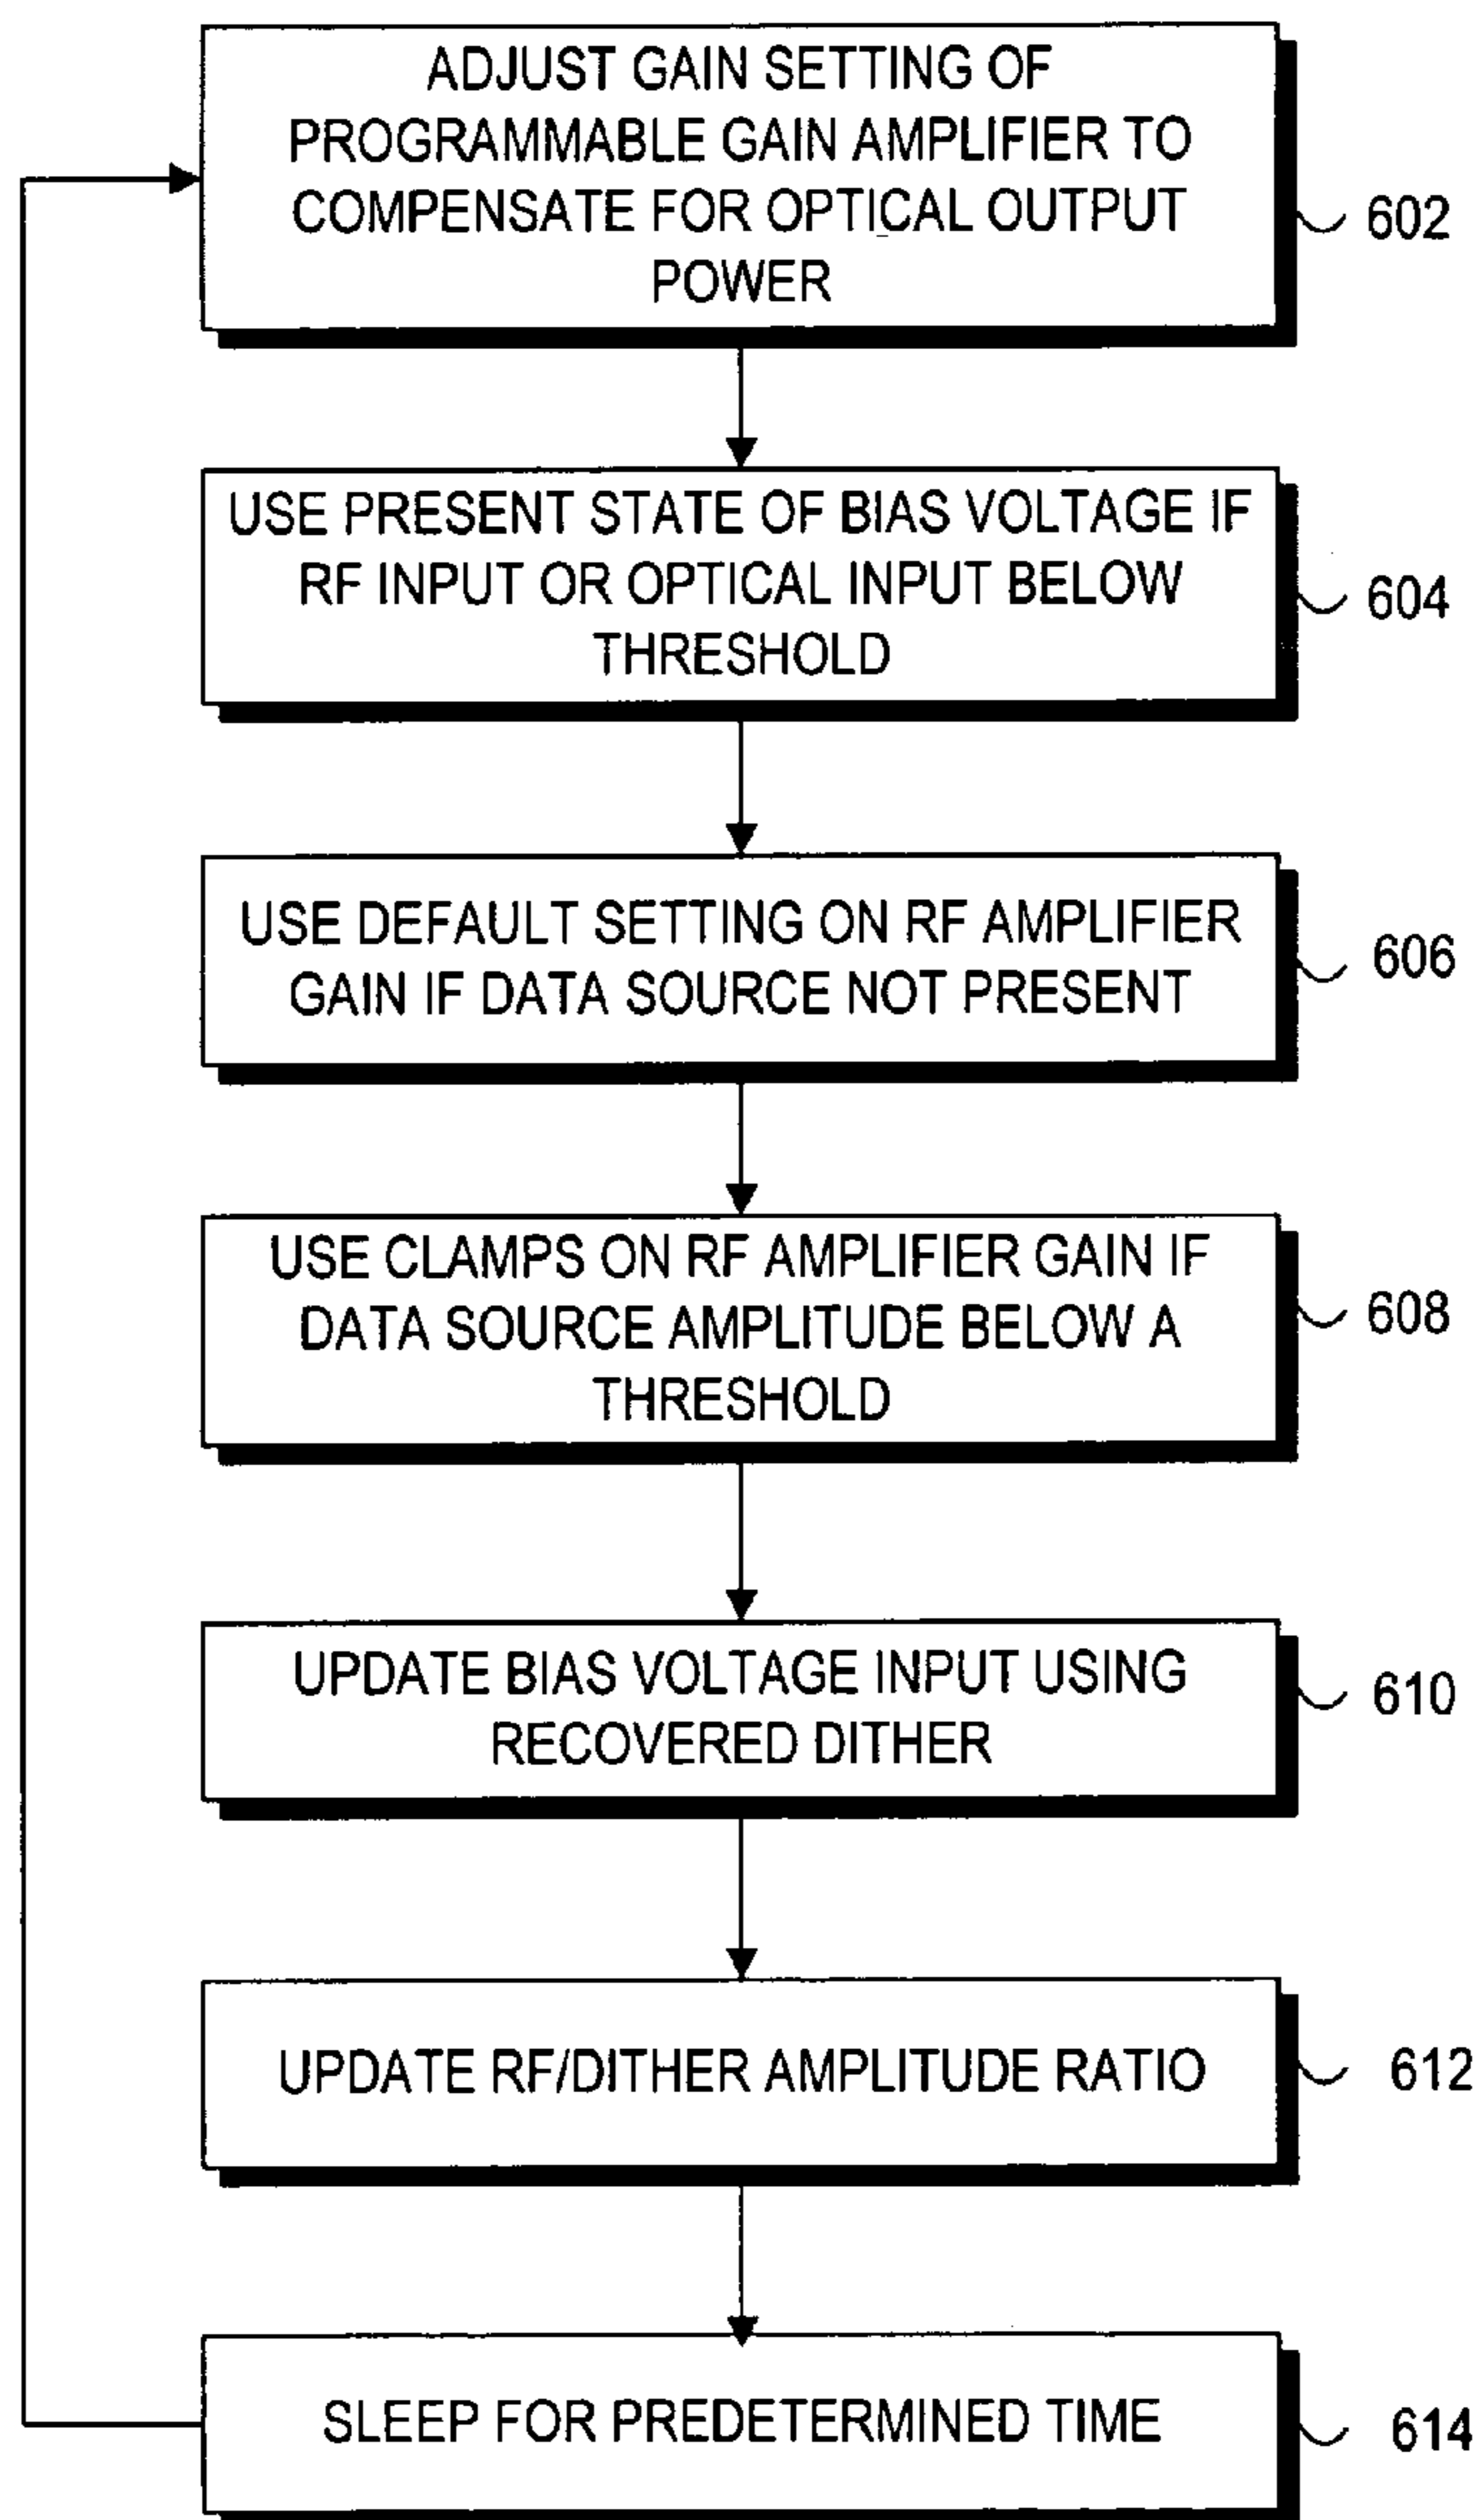 ADJUST GAIN SETTING OF
PROGRAMMABLE GAIN AMPLIFIER TO
COMPENSATE FOR OPTICAL OUTPUT
POWER
602
USE PRESENT STATE OF BIAS VOLTAGE IF
RF INPUT OR OPTICAL INPUT BELOW
THRESHOLD
604
USE DEFAULT SETTING ON RF AMPLIFIER
GAIN IF DATA SOURCE NOT PRESENT
606
USE CLAMPS ON RF AMPLIFIER GAIN IF
DATA SOURCE AMPLITUDE BELOW A
THRESHOLD
608
UPDATE BIAS VOLTAGE INPUT USING
RECOVERED DITHER
610
UPDATE RF/DITHER AMPLITUDE RATIO
612
SLEEP FOR PREDETERMINED TIME
614